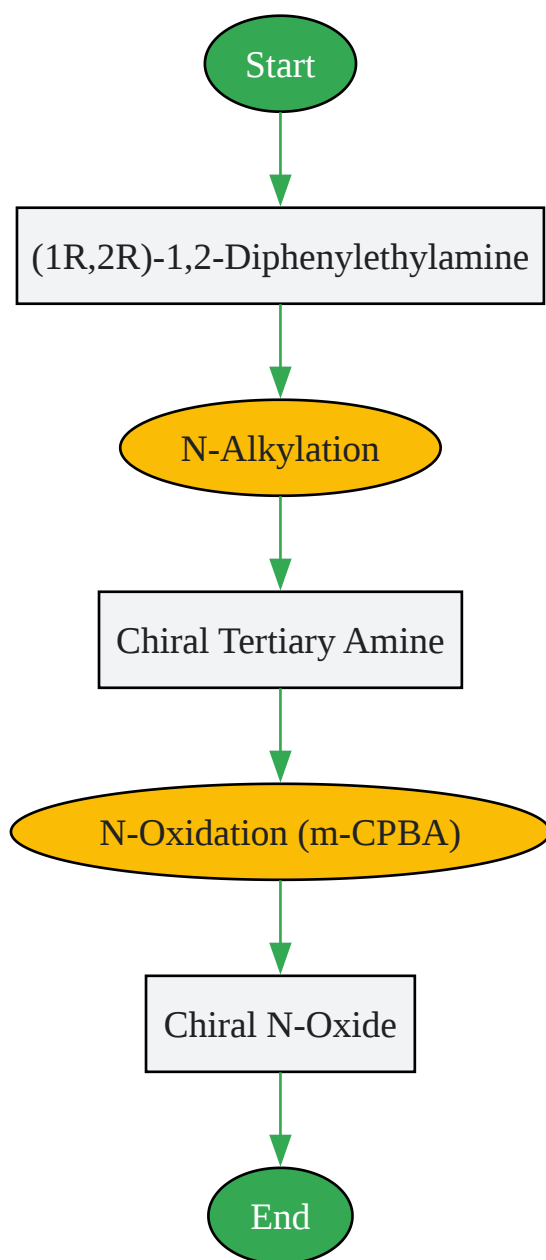 Start
(1R,2R)-1,2-Diphenylethylamine
N-Alkylation
Chiral Tertiary Amine
N-Oxidation (m-CPBA)
Chiral N-Oxide
End